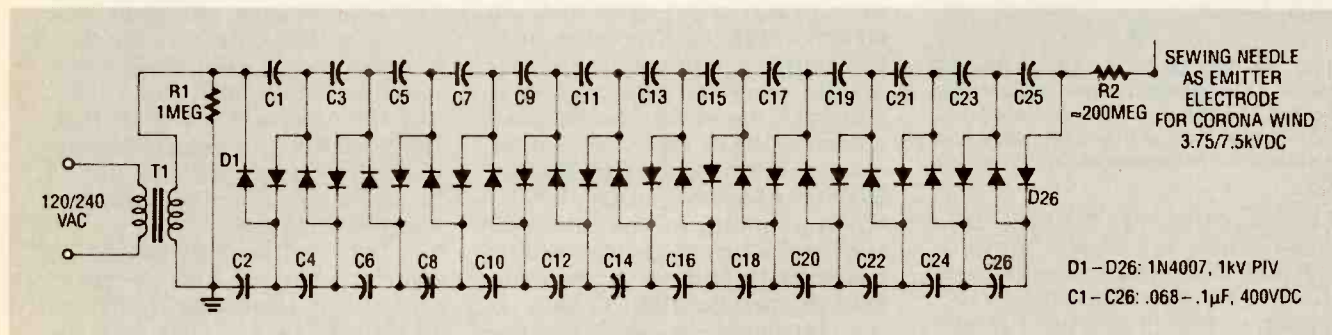 C1 C3 C5 C7 C9 C11 C13 C15 C17 C19 C21 C23 C25
R1
1MEG
R2
≈200MEG
SEWING NEEDLE
AS EMITTER
ELECTRODE
FOR CORONA WIND
3.75/7.5kVDC
D1
D26
T1
120/240
VAC
C2 C4 C6 C8 C10 C12 C14 C16 C18 C20 C22 C24 C26
D1–D26: 1N4007, 1kV PIV
C1–C26: .068–.1µF, 400VDC